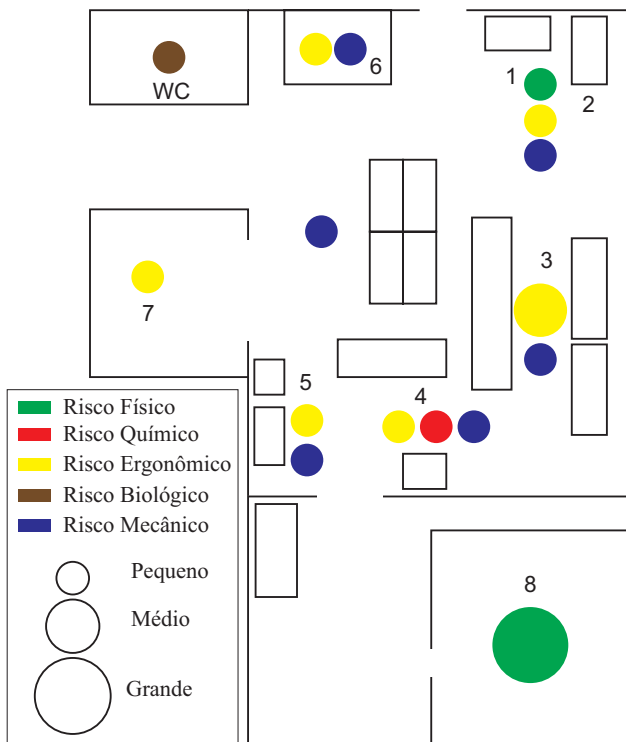 WC
6
1
2
3
7
5
4
Risco Físico
Risco Químico
Risco Ergonômico
Risco Biológico
Risco Mecânico
Pequeno
Médio
Grande
8